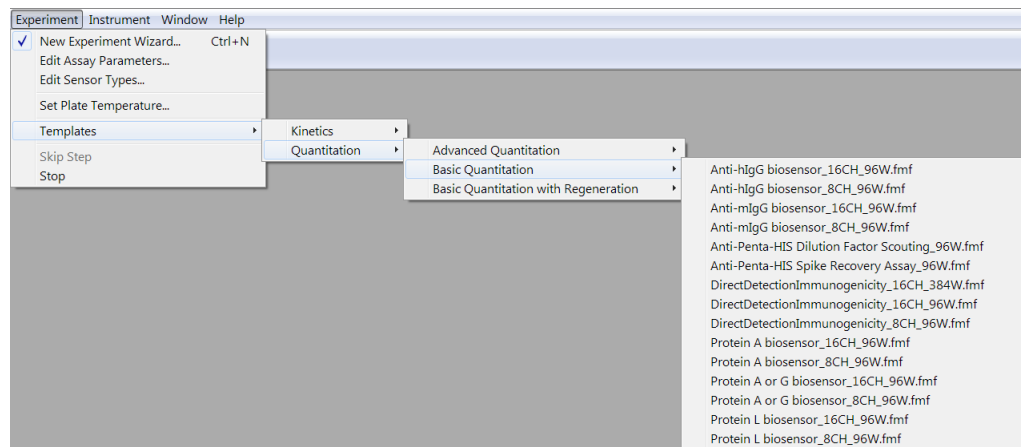 Experiment Instrument Window Help
New Experiment Wizard... Ctrl+N
Edit Assay Parameters...
Edit Sensor Types...
Set Plate Temperature...
Templates
Skip Step
Stop
Kinetics
Quantitation
Advanced Quantitation
Basic Quantitation
Basic Quantitation with Regeneration
Anti-hIgG biosensor_16CH_96W.fmf
Anti-hIgG biosensor_8CH_96W.fmf
Anti-mIgG biosensor_16CH_96W.fmf
Anti-mIgG biosensor_8CH_96W.fmf
Anti-Penta-HIS Dilution Factor Scouting_96W.fmf
Anti-Penta-HIS Spike Recovery Assay_96W.fmf
DirectDetectionImmunogenicity_16CH_384W.fmf
DirectDetectionImmunogenicity_16CH_96W.fmf
DirectDetectionImmunogenicity_8CH_96W.fmf
Protein A biosensor_16CH_96W.fmf
Protein A biosensor_8CH_96W.fmf
Protein A or G biosensor_16CH_96W.fmf
Protein A or G biosensor_8CH_96W.fmf
Protein L biosensor_16CH_96W.fmf
Protein L biosensor_8CH_96W.fmf